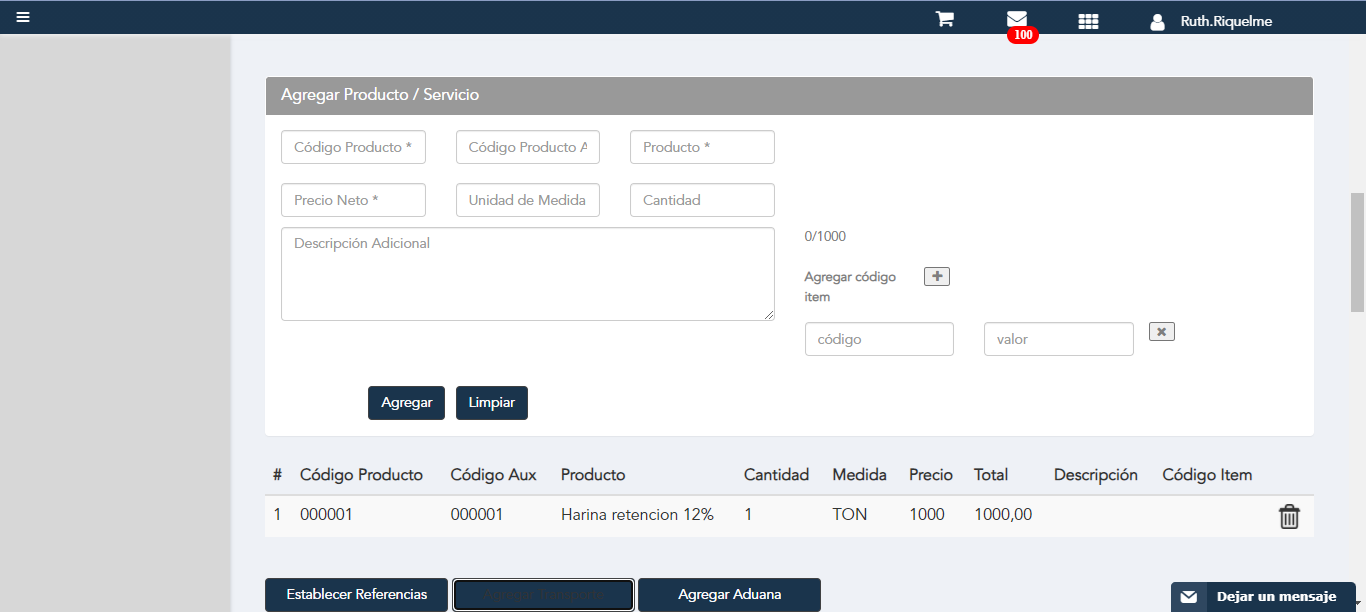 100
Ruth.Riquelme
Agregar Producto / Servicio
Código Producto *
Código Producto A
Producto *
Precio Neto *
Unidad de Medida
Cantidad
Descripción Adicional
0/1000
Agregar código
item
código
valor
Agregar
Limpiar
# Código Producto Código Aux Producto Cantidad Medida Precio Total Descripción Código Item
1 000001 000001 Harina retencion 12% 1 TON 1000 1000,00
Establecer Referencias
Agregar Aduana
Dejar un mensaje